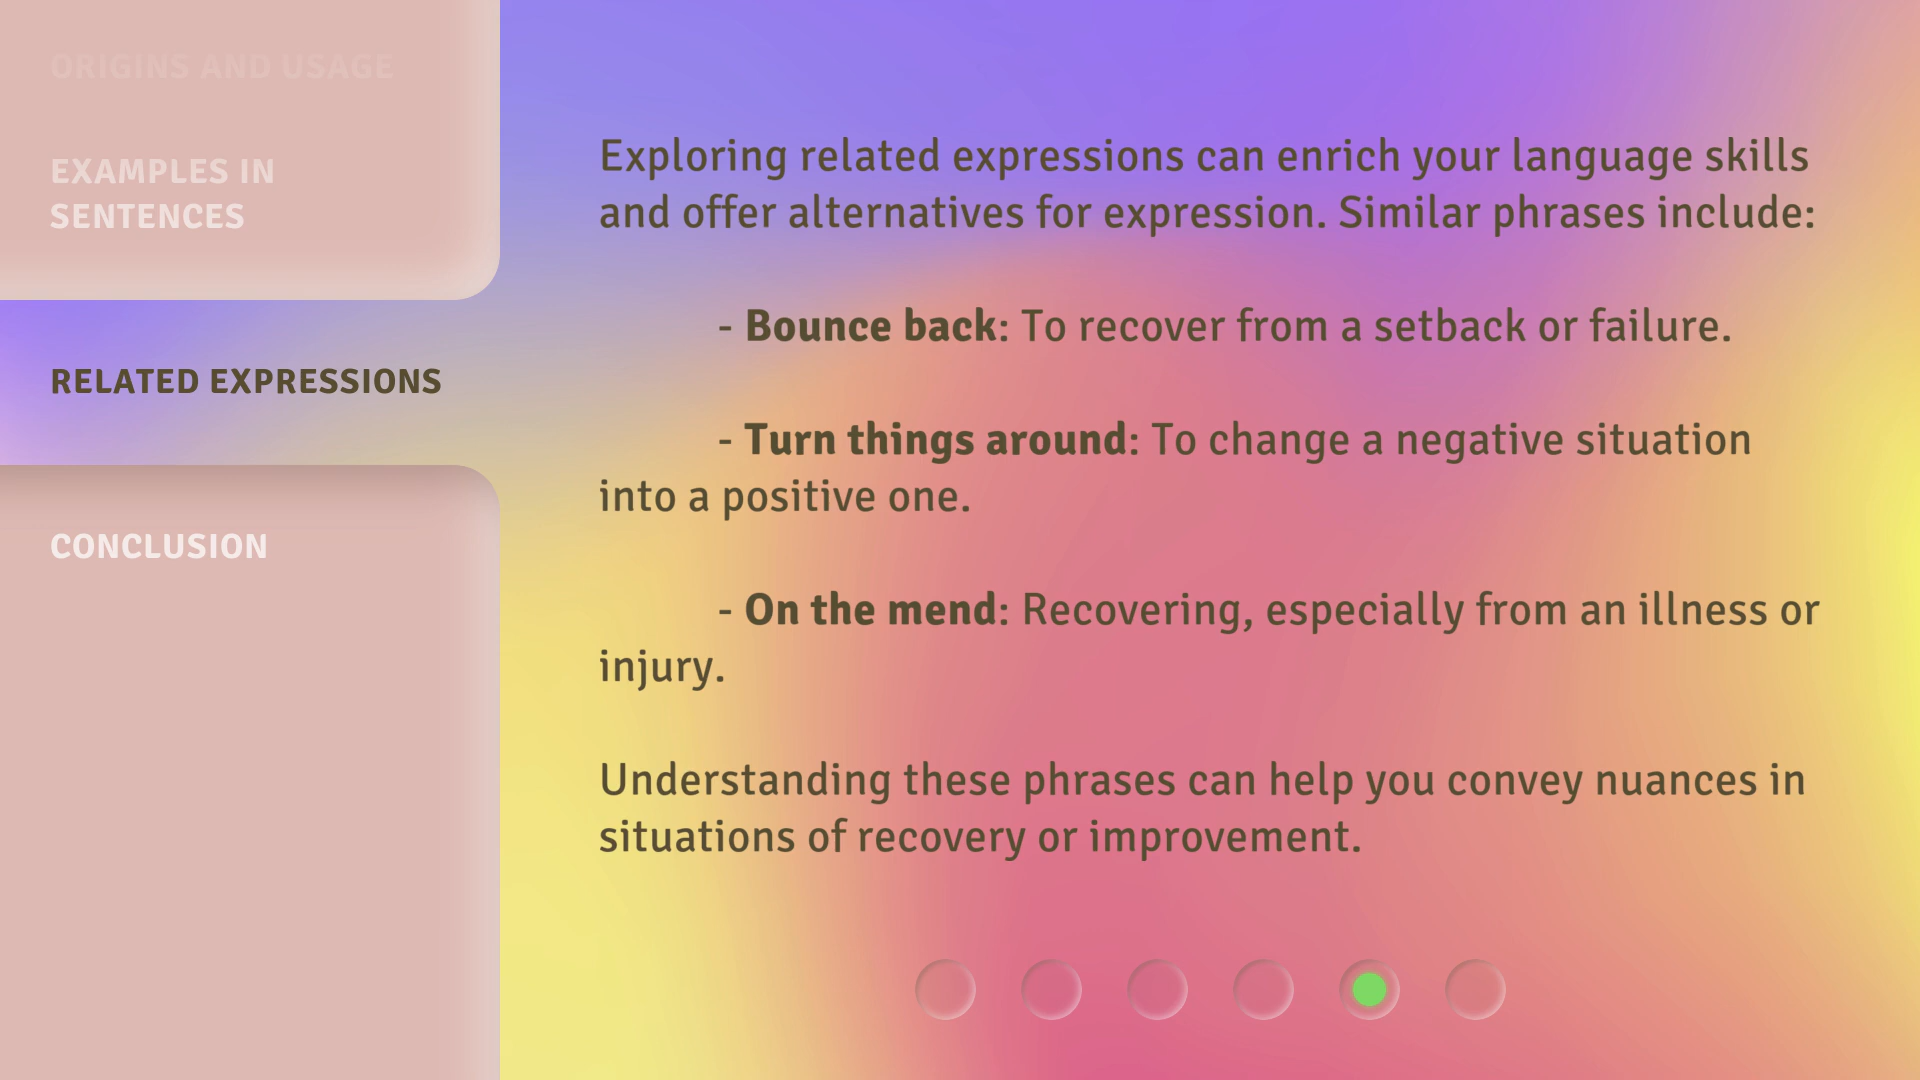 ORIGINS AND USAGE
EXAMPLES IN
SENTENCES
RELATED EXPRESSIONS
CONCLUSION
Exploring related expressions can enrich your language skills
and offer alternatives for expression. Similar phrases include:
- Bounce back: To recover from a setback or failure.
- Turn things around: To change a negative situation
into a positive one.
- On the mend: Recovering, especially from an illness or
injury.
Understanding these phrases can help you convey nuances in
situations of recovery or improvement.